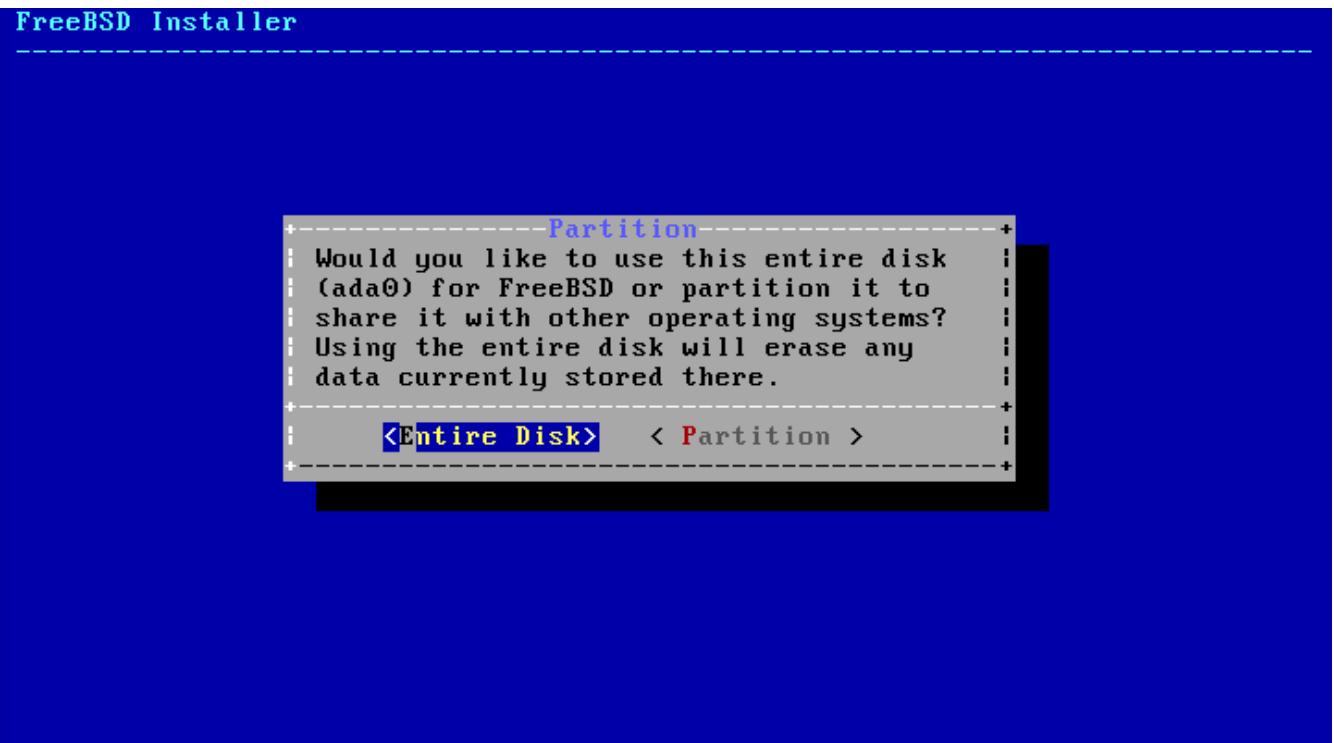 FreeBSD Installer
Partition
Would you like to use this entire disk
(ada0) for FreeBSD or partition it to
share it with other operating systems?
Using the entire disk will erase any
data currently stored there.
<Entire Disk> < Partition >